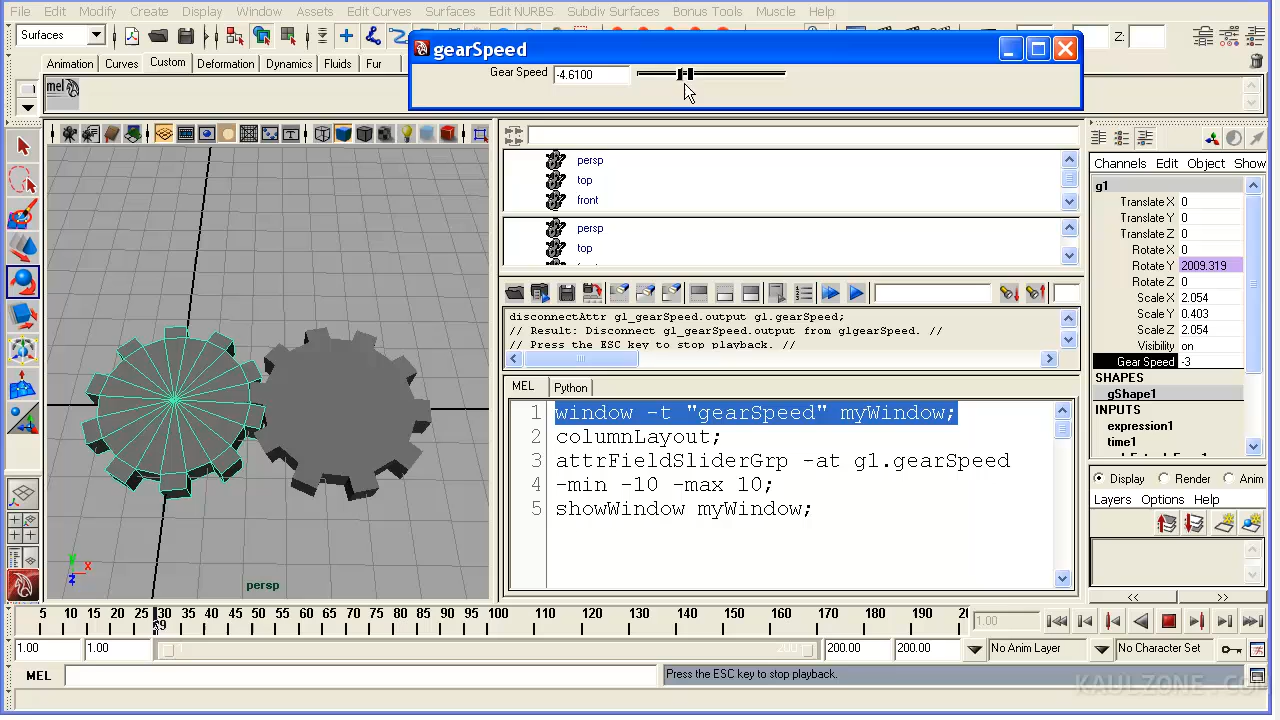 File Edit Modify Create Display Window Assets Edit Curves Surfaces Edit NURBS Subdiv Surfaces Bonus Tools Muscle Help
Surfaces
Z:
gearSpeed
Gear Speed -4.6100
Animation Curves Custom Deformation Dynamics Fluids Fur
mel
persp
top
front
persp
top
Channels Edit Object Show
g1
Translate X 0
Translate Y 0
Translate Z 0
Rotate X 0
Rotate Y 2009.319
Rotate Z 0
Scale X 2.054
Scale Y 0.403
Scale Z 2.054
Visibility on
Gear Speed -3
SHAPES
gShape1
INPUTS
expression1
time1
disconnectAttr g1_gearSpeed.output g1.gearSpeed;
// Result: Disconnect g1_gearSpeed.output from g1gearSpeed. //
// Press the ESC key to stop playback. //
MEL Python
1 window -t "gearSpeed" myWindow;
2 columnLayout;
3 attrFieldSliderGrp -at g1.gearSpeed
4 -min -10 -max 10;
5 showWindow myWindow;
Display Render Anim
Layers Options Help
persp
5 10 15 20 25 30 35 40 45 50 55 60 65 70 75 80 85 90 95 100 110 120 130 140 150 160 170 180 190 20
29
1.00
1.00 1.00 200 200.00 200.00 No Anim Layer No Character Set
MEL Press the ESC key to stop playback.
KAULZONE.CO